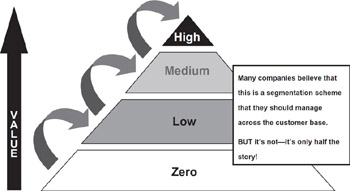 High
Medium
Low
Zero
VALUE
Many companies believe that
this is a segmentation scheme
that they should manage
across the customer base.
BUT it's not—it's only half the
story!